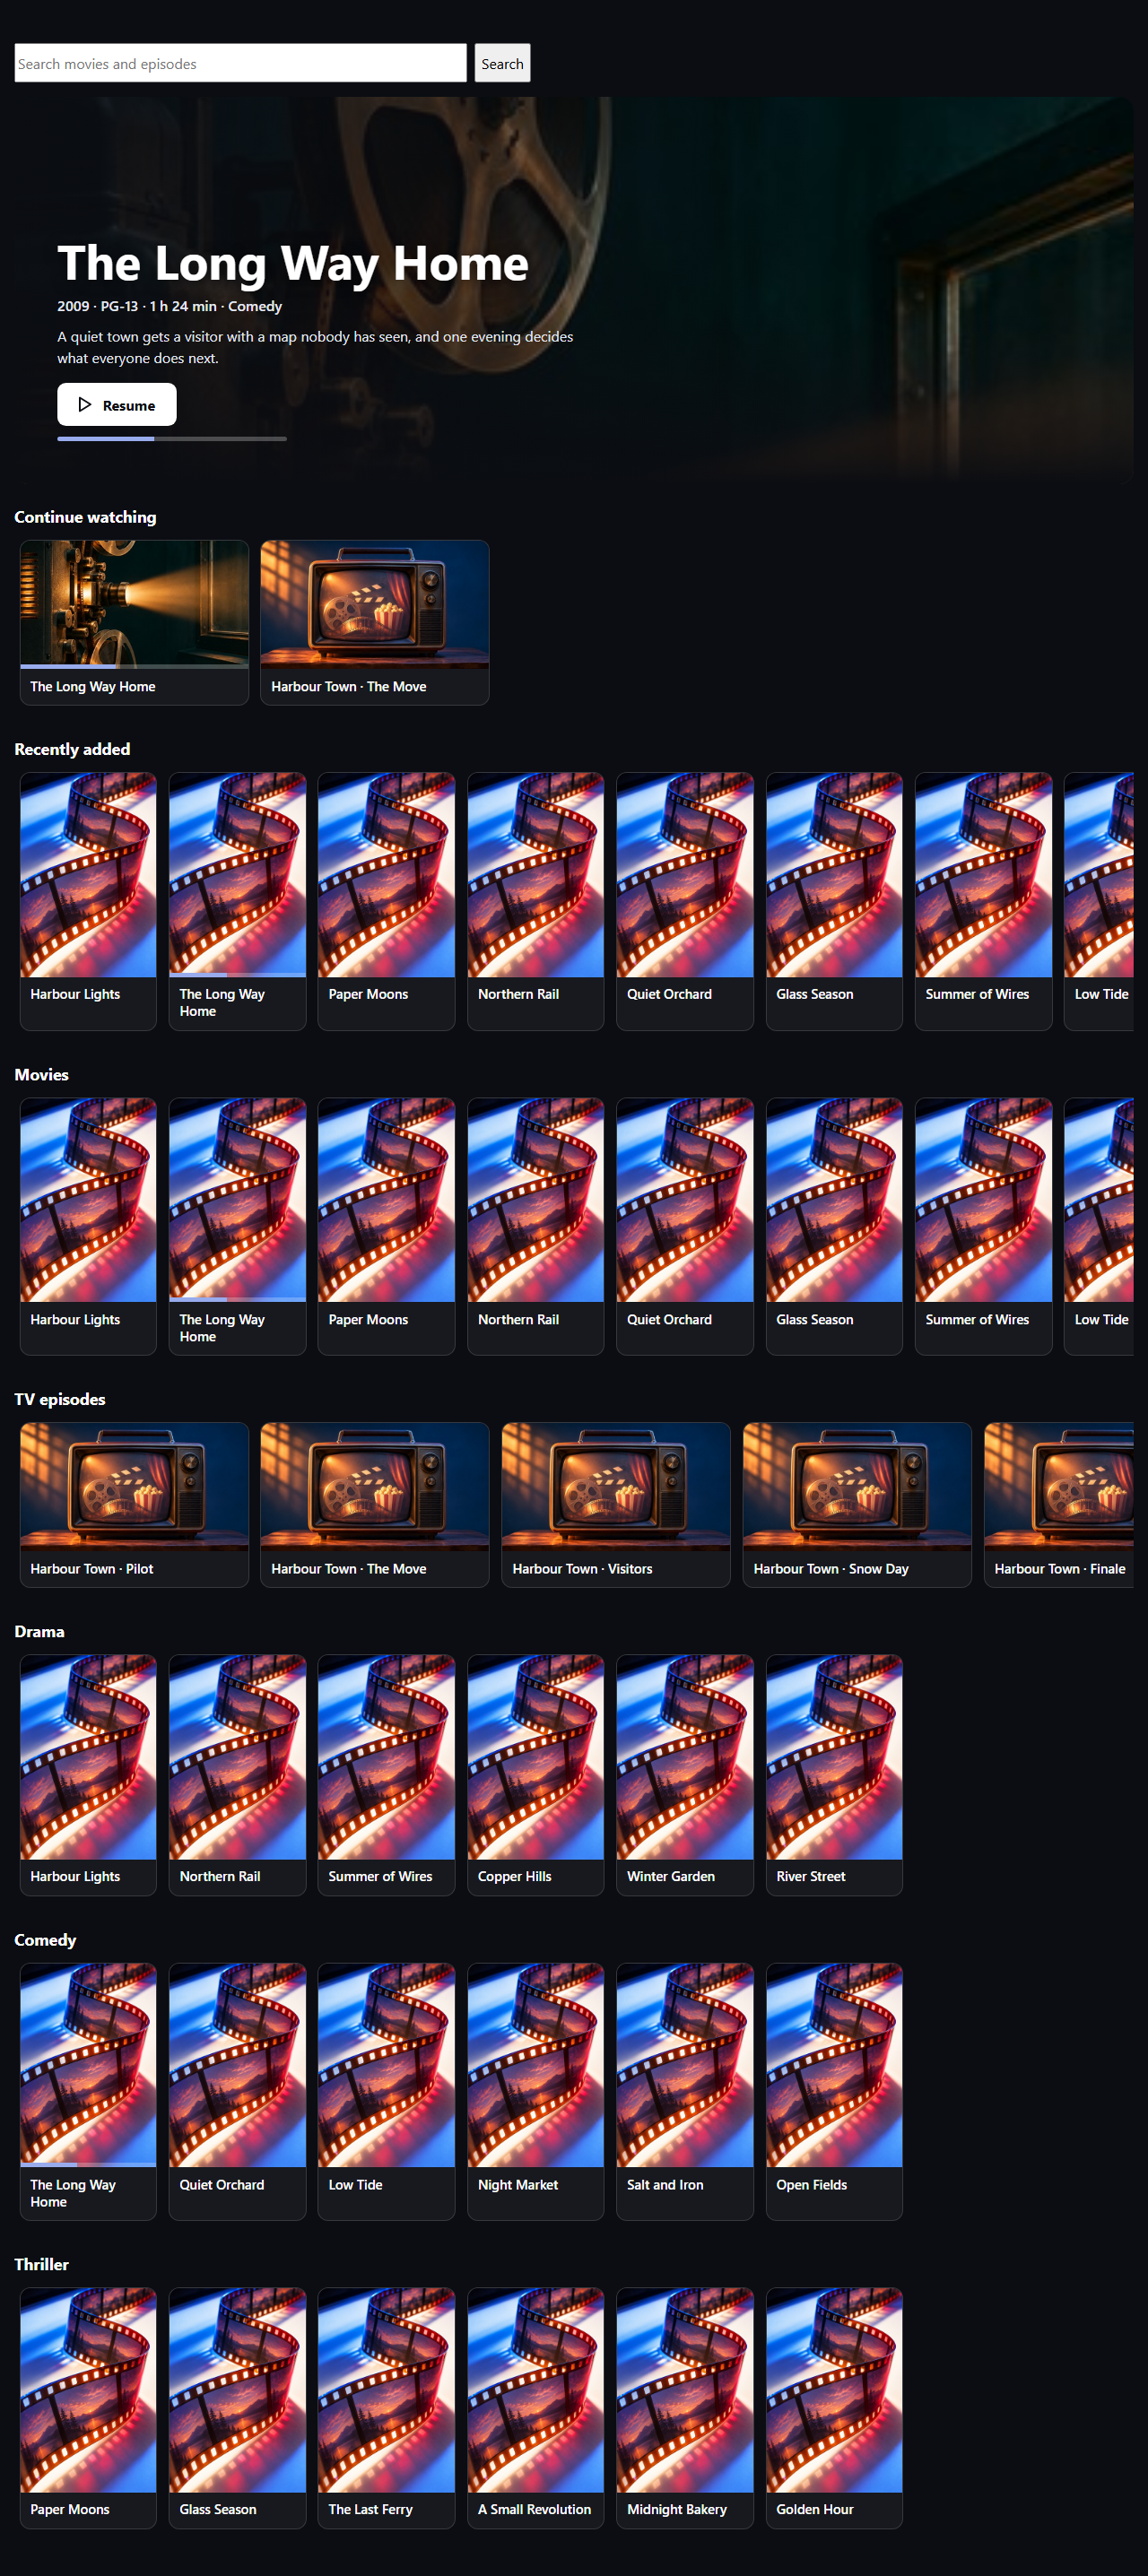 Search movies and episodes
Search
The Long Way Home
2009 · PG-13 · 1 h 24 min · Comedy
A quiet town gets a visitor with a map nobody has seen, and one evening decides
what everyone does next.
Resume
Continue watching
The Long Way Home
Harbour Town · The Move
Recently added
Harbour Lights
The Long Way
Home
Paper Moons
Northern Rail
Quiet Orchard
Glass Season
Summer of Wires
Low Tide
Movies
Harbour Lights
The Long Way
Home
Paper Moons
Northern Rail
Quiet Orchard
Glass Season
Summer of Wires
Low Tide
TV episodes
Harbour Town · Pilot
Harbour Town · The Move
Harbour Town · Visitors
Harbour Town · Snow Day
Harbour Town · Finale
Drama
Harbour Lights
Northern Rail
Summer of Wires
Copper Hills
Winter Garden
River Street
Comedy
The Long Way
Home
Quiet Orchard
Low Tide
Night Market
Salt and Iron
Open Fields
Thriller
Paper Moons
Glass Season
The Last Ferry
A Small Revolution
Midnight Bakery
Golden Hour